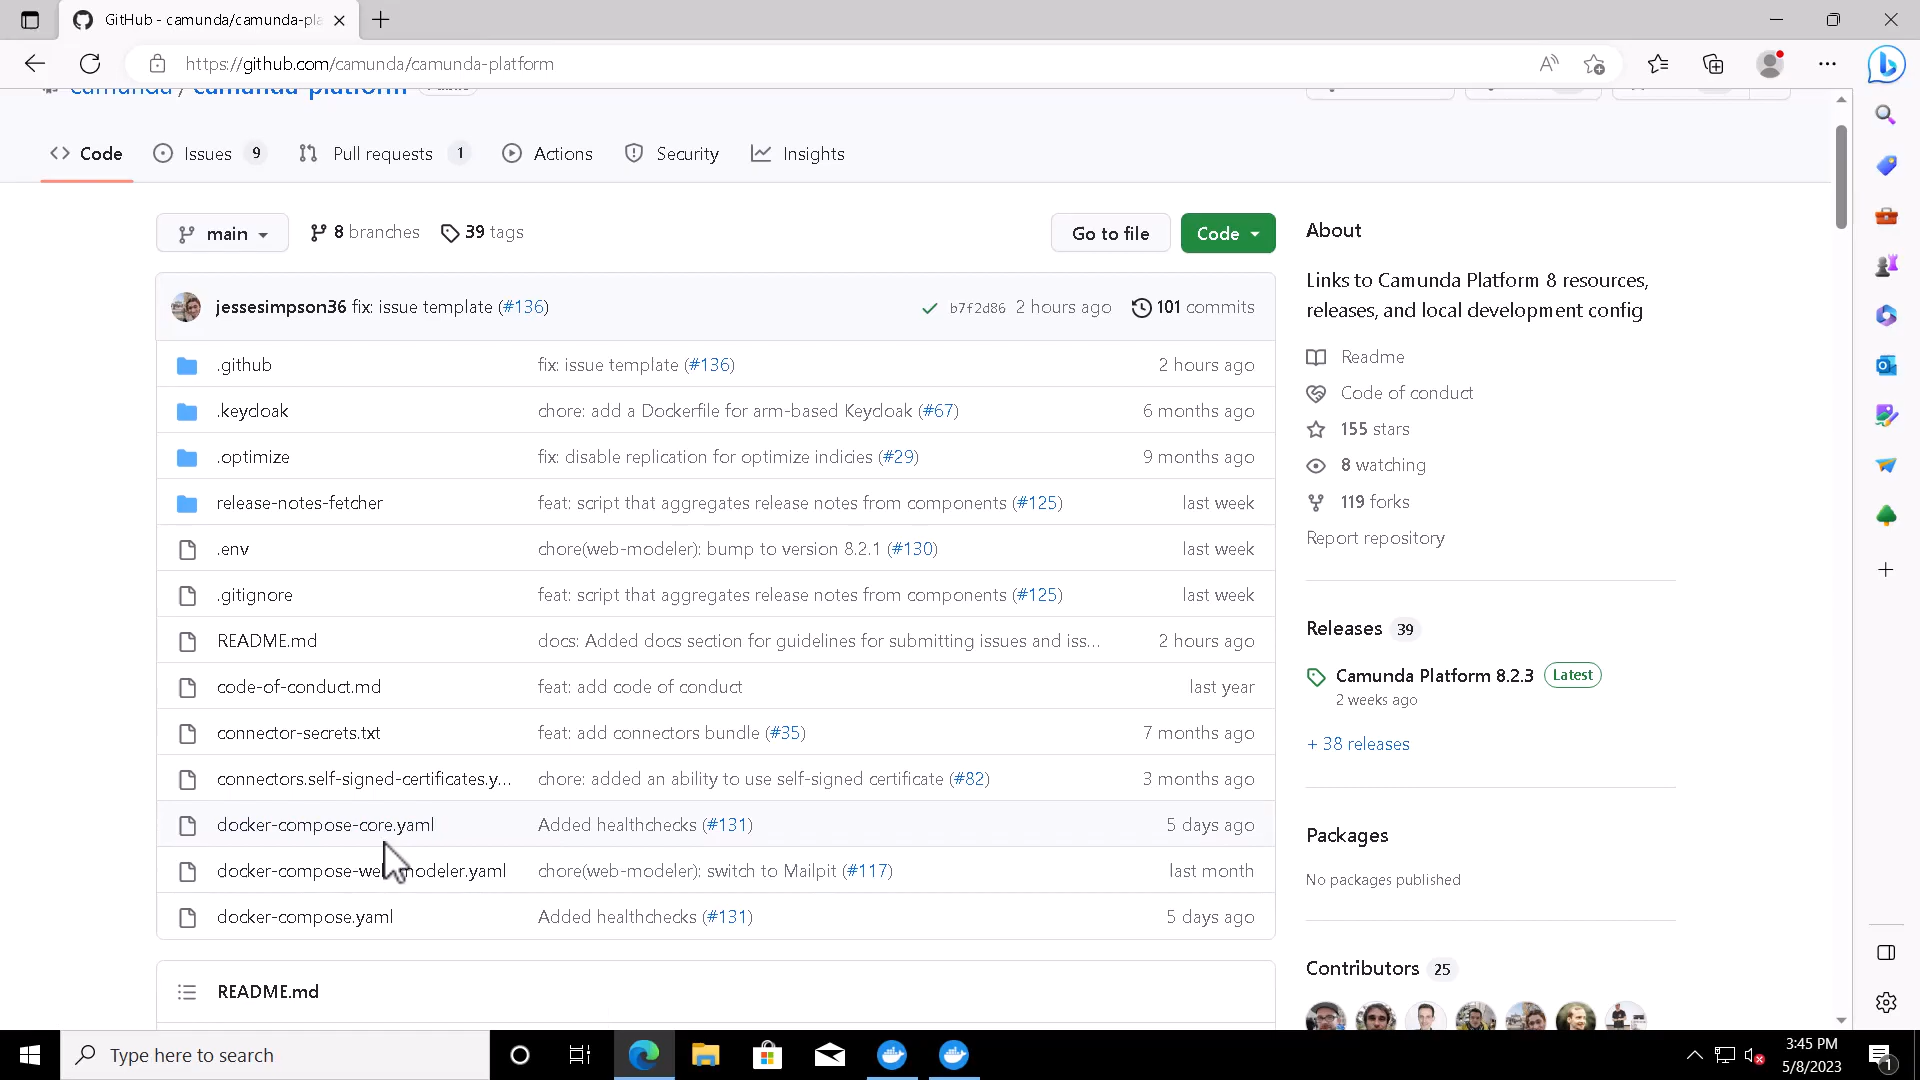 GitHub - camunda/camunda-pla
https://github.com/camunda/camunda-platform
camunda / camunda-platform Public
Code
Issues 9
Pull requests 1
Actions
Security
Insights
main
8 branches
39 tags
Go to file
Code
jessesimpson36 fix: issue template (#136)
b7f2d86 2 hours ago
101 commits
.github fix: issue template (#136) 2 hours ago
.keycloak chore: add a Dockerfile for arm-based Keycloak (#67) 6 months ago
.optimize fix: disable replication for optimize indicies (#29) 9 months ago
release-notes-fetcher feat: script that aggregates release notes from components (#125) last week
.env chore(web-modeler): bump to version 8.2.1 (#130) last week
.gitignore feat: script that aggregates release notes from components (#125) last week
README.md docs: Added docs section for guidelines for submitting issues and iss... 2 hours ago
code-of-conduct.md feat: add code of conduct last year
connector-secrets.txt feat: add connectors bundle (#35) 7 months ago
connectors.self-signed-certificates.y... chore: added an ability to use self-signed certificate (#82) 3 months ago
docker-compose-core.yaml Added healthchecks (#131) 5 days ago
docker-compose-web-modeler.yaml chore(web-modeler): switch to Mailpit (#117) last month
docker-compose.yaml Added healthchecks (#131) 5 days ago
README.md
About
Links to Camunda Platform 8 resources,
releases, and local development config
Readme
Code of conduct
155 stars
8 watching
119 forks
Report repository
Releases 39
Camunda Platform 8.2.3 Latest
2 weeks ago
+ 38 releases
Packages
No packages published
Contributors 25
Type here to search
3:45 PM
5/8/2023
1